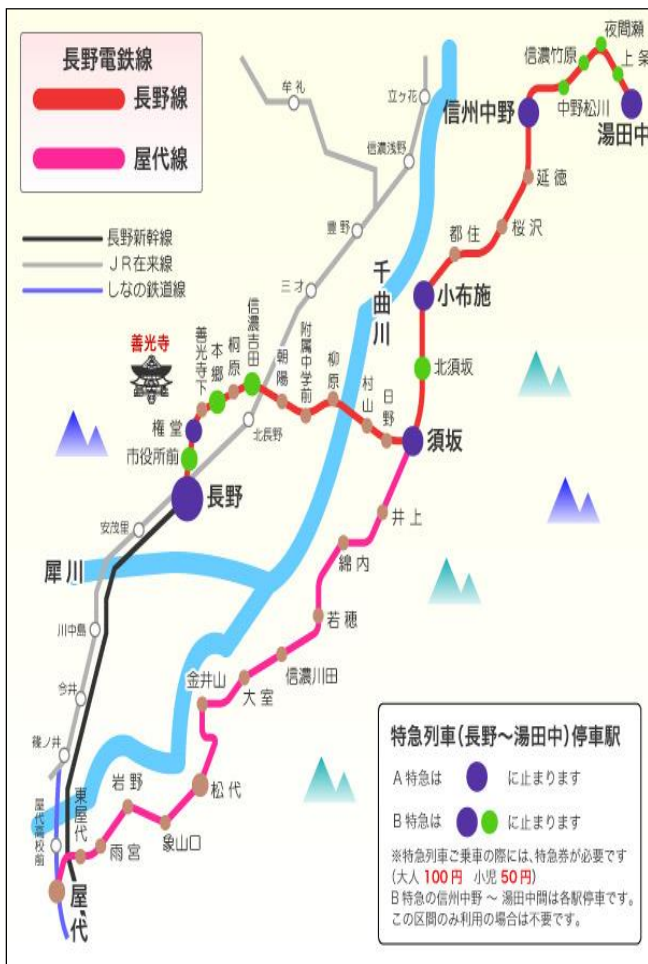 長野電鉄線
長野線
屋代線
長野新幹線
JR在来線
しなの鉄道線
牟礼
立ヶ花
信濃浅野
豊野
三才
北長野
安茂里
川中島
今井
篠ノ井
屋代高校前
夜間瀬
信濃竹原
上条
中野松川
湯田中
信州中野
延徳
桜沢
都住
小布施
北須坂
千曲川
須坂
日野
村山
柳原
附属中学前
朝陽
信濃吉田
桐原
本郷
善光寺下
善光寺
権堂
市役所前
長野
犀川
井上
綿内
若穂
信濃川田
大室
金井山
松代
象山口
岩野
雨宮
東屋代
屋代
特急列車(長野~湯田中)停車駅
A特急は に止まります
B特急は に止まります
※特急列車ご乗車の際には、特急券が必要です
(大人 100円 小児 50円)
B特急の信州中野 ~ 湯田中間は各駅停車です。
この区間のみ利用の場合は不要です。